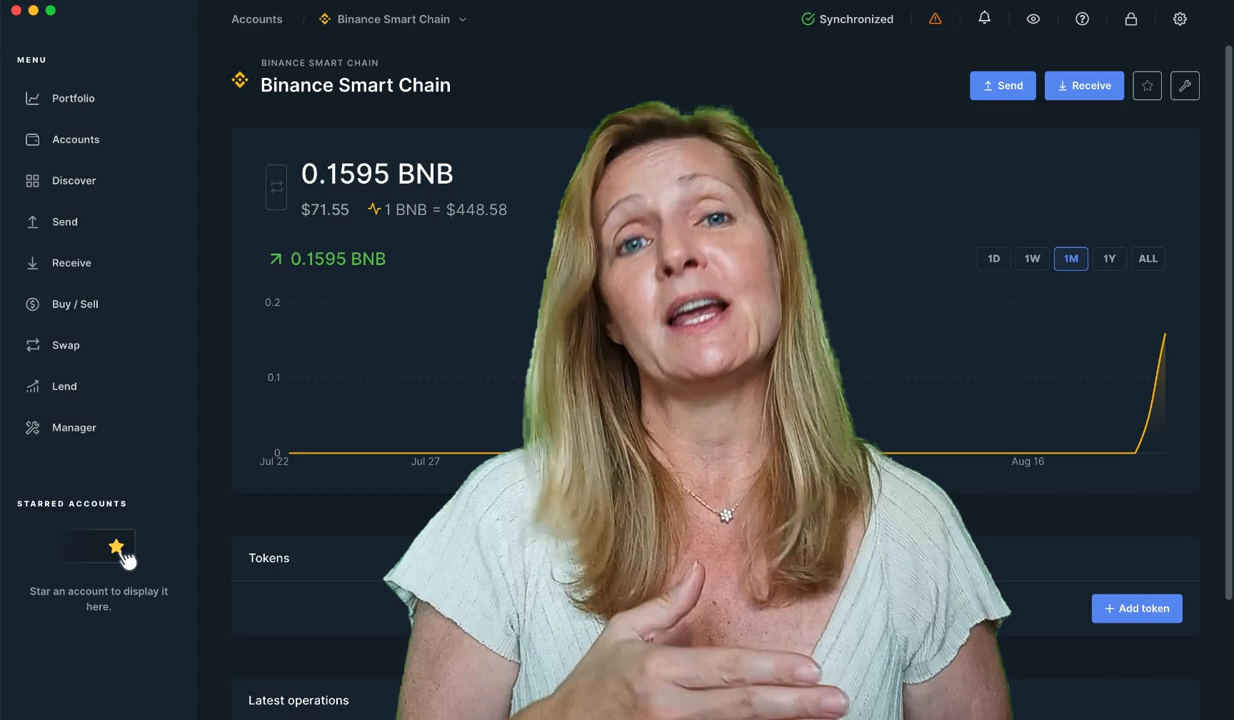 Accounts / Binance Smart Chain
Synchronized
MENU
Portfolio
Accounts
Discover
Send
Receive
Buy / Sell
Swap
Lend
Manager
STARRED ACCOUNTS
Star an account to display it
here.
BINANCE SMART CHAIN
Binance Smart Chain
Send
Receive
0.1595 BNB
$71.55 1 BNB = $448.58
0.1595 BNB
1D 1W 1M 1Y ALL
0.2
0.1
0
Jul 22 Jul 27 Aug 16
Tokens
+ Add token
Latest operations